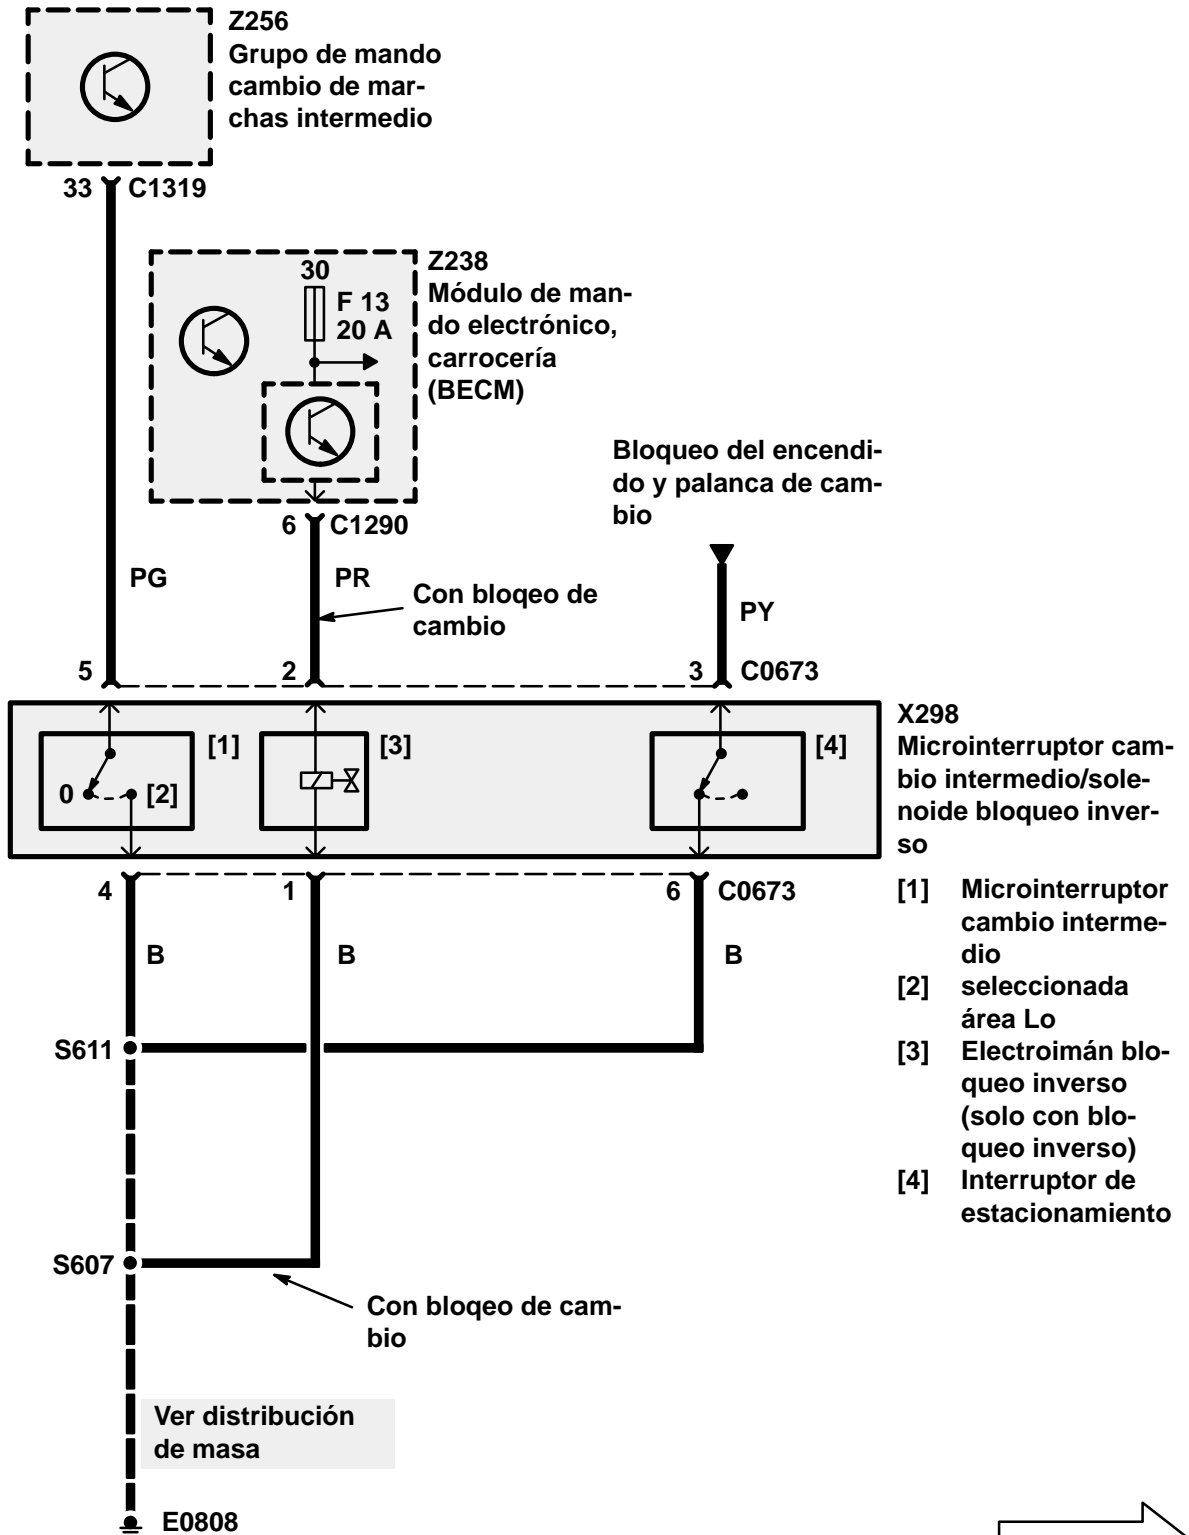 Z256
Grupo de mando
cambio de mar-
chas intermedio
33 C1319
Z238
Módulo de man-
do electrónico,
carrocería
(BECM)
30
F 13
20 A
6 C1290
Bloqueo del encendi-
do y palanca de cam-
bio
PG
PR
Con bloqeo de
cambio
PY
5
2
3 C0673
X298
Microinterruptor cam-
bio intermedio/sole-
noide bloqueo inver-
so
[1]
0
[2]
[3]
[4]
4
1
6 C0673
B
B
B
[1] Microinterruptor
cambio interme-
dio
[2] seleccionada
área Lo
[3] Electroimán blo-
queo inverso
(solo con blo-
queo inverso)
[4] Interruptor de
estacionamiento
S611
S607
Con bloqeo de cam-
bio
Ver distribución
de masa
E0808